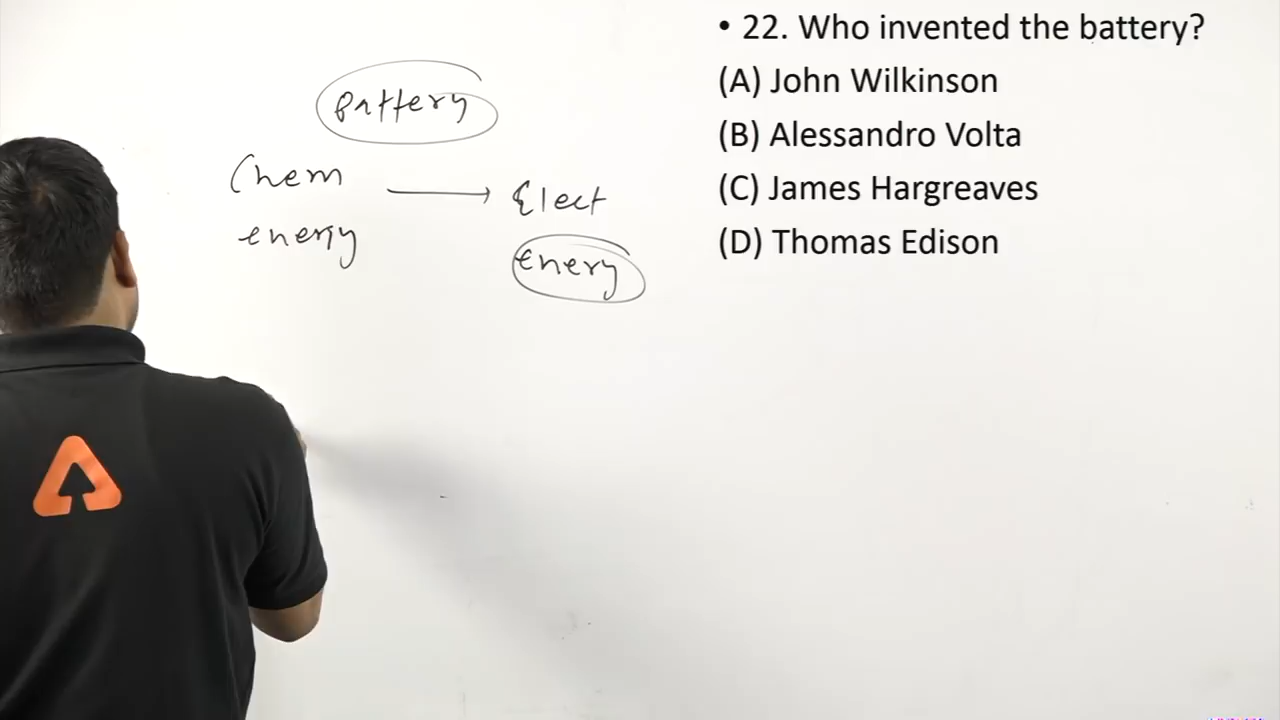 • 22. Who invented the battery?
(A) John Wilkinson
(B) Alessandro Volta
(C) James Hargreaves
(D) Thomas Edison
Battery
Chem → Elect
energy enery